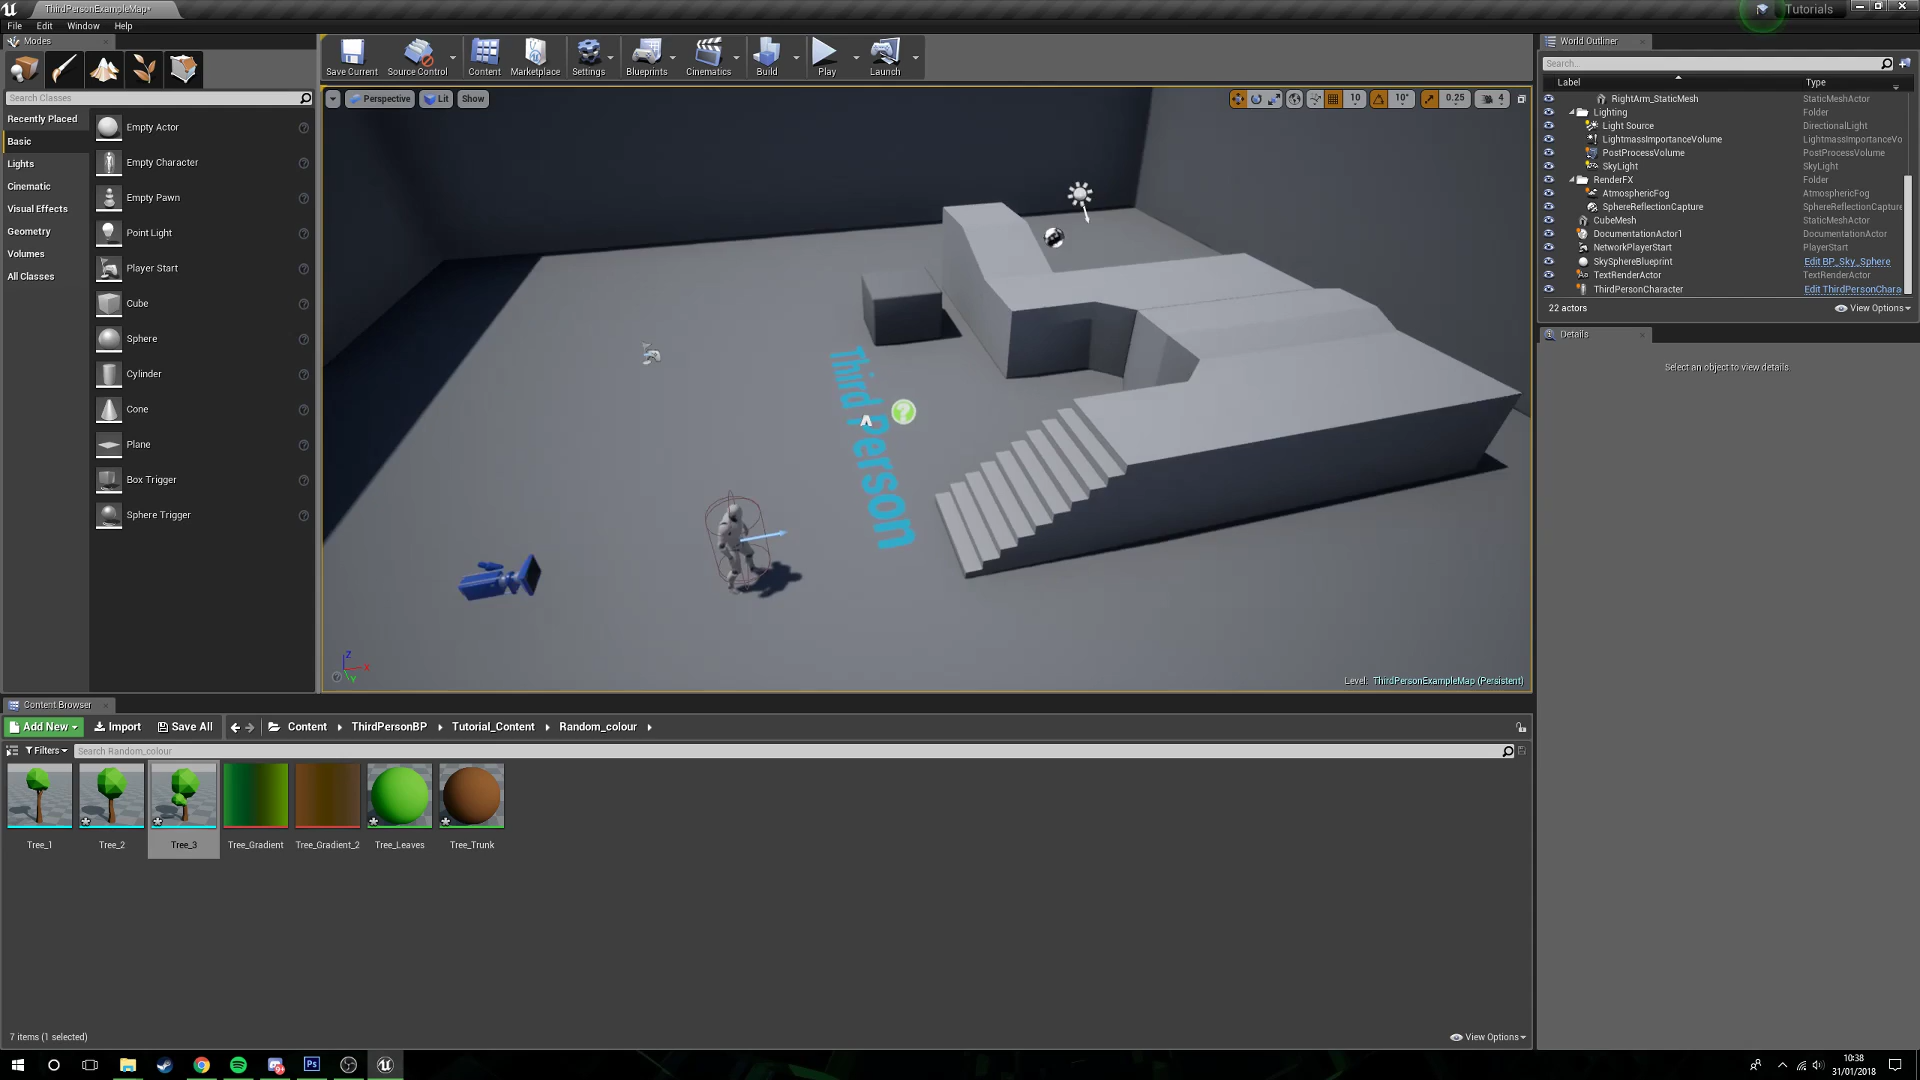 ThirdPersonExampleMap*
Tutorials
File Edit Window Help
Modes
Search Classes
Recently Placed
Basic
Lights
Cinematic
Visual Effects
Geometry
Volumes
All Classes
Empty Actor
Empty Character
Empty Pawn
Point Light
Player Start
Cube
Sphere
Cylinder
Cone
Plane
Box Trigger
Sphere Trigger
Save Current
Source Control
Content
Marketplace
Settings
Blueprints
Cinematics
Build
Play
Launch
Perspective Lit Show
10 10° 0.25 4
Third Person
Z X Y
Level: ThirdPersonExampleMap (Persistent)
World Outliner
Search...
Label Type
RightArm_StaticMesh StaticMeshActor
Lighting Folder
Light Source DirectionalLight
LightmassImportanceVolume LightmassImportanceVo
PostProcessVolume PostProcessVolume
SkyLight SkyLight
RenderFX Folder
AtmosphericFog AtmosphericFog
SphereReflectionCapture SphereReflectionCapture
CubeMesh StaticMeshActor
DocumentationActor1 DocumentationActor
NetworkPlayerStart PlayerStart
SkySphereBlueprint Edit BP_Sky_Sphere
TextRenderActor TextRenderActor
ThirdPersonCharacter Edit ThirdPersonChara
22 actors View Options
Details
Select an object to view details.
Content Browser
Add New Import Save All Content ThirdPersonBP Tutorial_Content Random_colour
Filters Search Random_colour
Tree_1 Tree_2 Tree_3 Tree_Gradient Tree_Gradient_2 Tree_Leaves Tree_Trunk
7 items (1 selected) View Options
Ps
10:38
31/01/2018